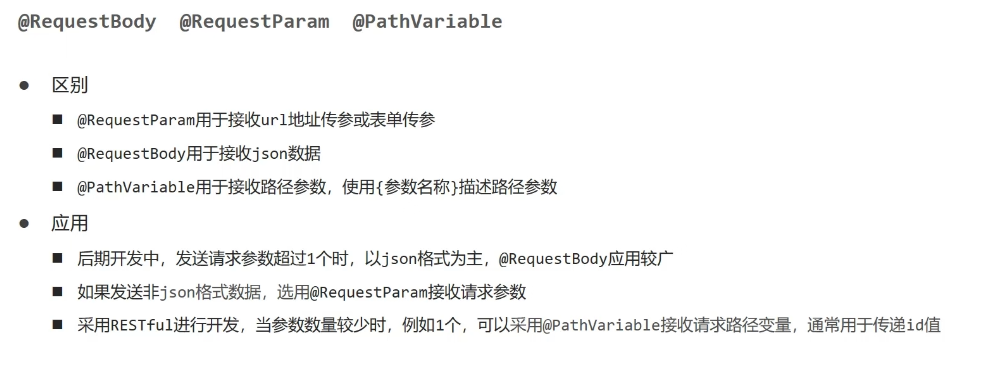 @RequestBody @RequestParam @PathVariable
● 区别
■ @RequestParam用于接收url地址传参或表单传参
■ @RequestBody用于接收json数据
■ @PathVariable用于接收路径参数，使用{参数名称}描述路径参数
● 应用
■ 后期开发中，发送请求参数超过1个时，以json格式为主，@RequestBody应用较广
■ 如果发送非json格式数据，选用@RequestParam接收请求参数
■ 采用RESTful进行开发，当参数数量较少时，例如1个，可以采用@PathVariable接收请求路径变量，通常用于传递id值